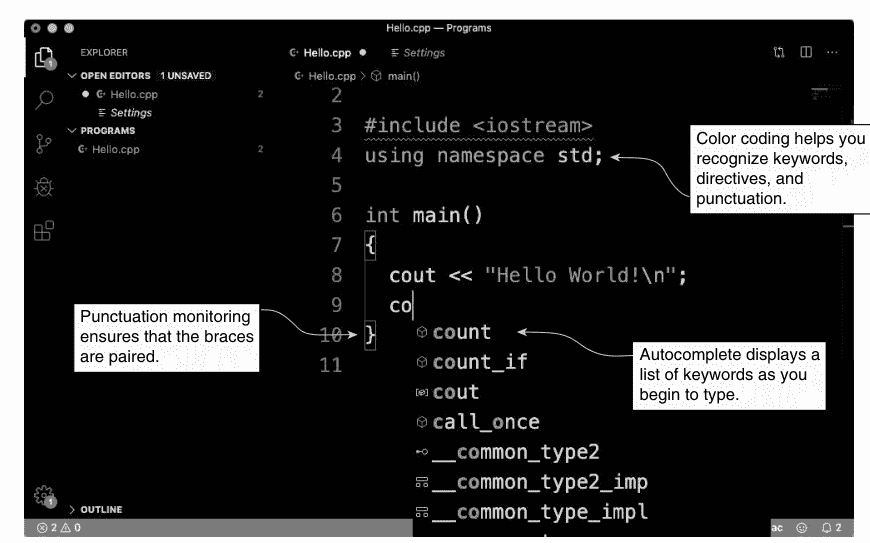 Hello.cpp — Programs
EXPLORER
Hello.cpp
Settings
OPEN EDITORS 1 UNSAVED
Hello.cpp > main()
Hello.cpp 2
Settings
PROGRAMS
Hello.cpp 2
2
3 #include <iostream>
4 using namespace std;
5
6 int main()
7 {
8 cout << "Hello World!\n";
9 co
10 }
11
count
count_if
cout
call_once
__common_type2
__common_type2_imp
__common_type_impl
Color coding helps you
recognize keywords,
directives, and
punctuation.
Punctuation monitoring
ensures that the braces
are paired.
Autocomplete displays a
list of keywords as you
begin to type.
1
1
OUTLINE
2 0
ac 2